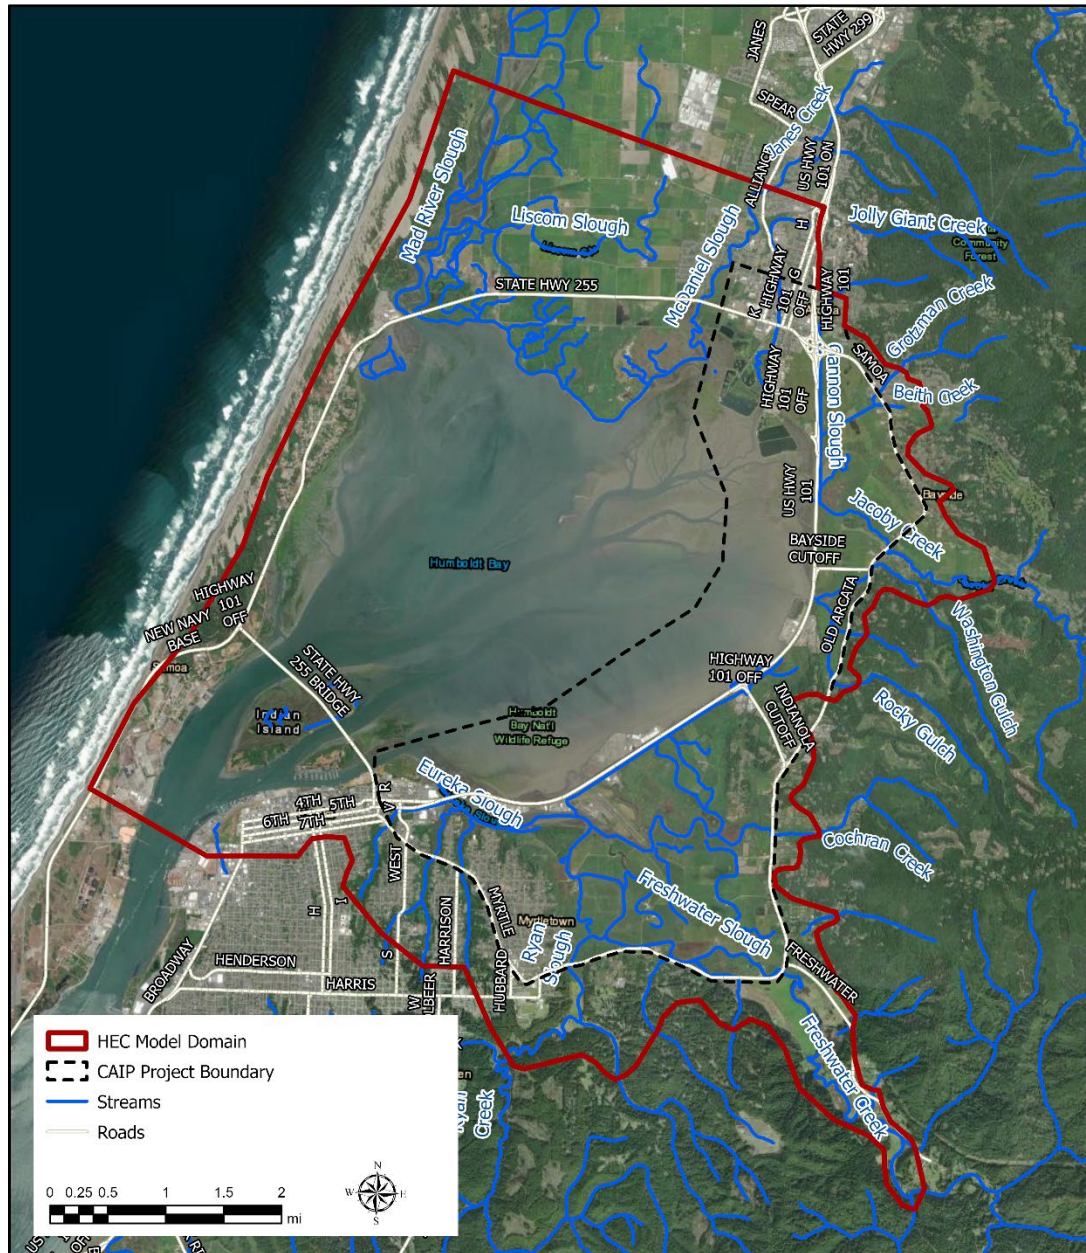 STATE
HWY 299
JANES
SPEAR
Janes Creek
ALLIANCE
US HWY
101 ON
Mad River Slough
Liscom Slough
McDaniel Slough
H
Jolly Giant Creek
Community
Forest
STATE HWY 255
K
HIGHWAY
101
OFF
G
HIGHWAY
101
Grotzman Creek
SAMOA
Beith Creek
HIGHWAY
101
OFF
Gannon Slough
US HWY
101
Bayside
Jacoby Creek
BAYSIDE
CUTOFF
Humboldt Bay
OLD ARCATA
Washington Gulch
HIGHWAY
101
OFF
NEW NAVY
BASE
Samoa
STATE HWY
255 BRIDGE
HIGHWAY
101 OFF
INDIANOLA
CUTOFF
Rocky Gulch
Indian
Island
Humboldt
Bay Nat'l
Wildlife Refuge
Eureka Slough
R
V
4TH
5TH
6TH
7TH
Cochran Creek
WEST
H
I
S
HARRISON
MYRTLE
Myrtletown
Ryan
Slough
Freshwater Slough
HUBBARD
FRESHWATER
HENDERSON
HARRIS
BROADWAY
W
Freshwater Creek
Creek
HEC Model Domain
CAIP Project Boundary
Streams
Roads
0 0.25 0.5 1 1.5 2
mi
N
W E
S